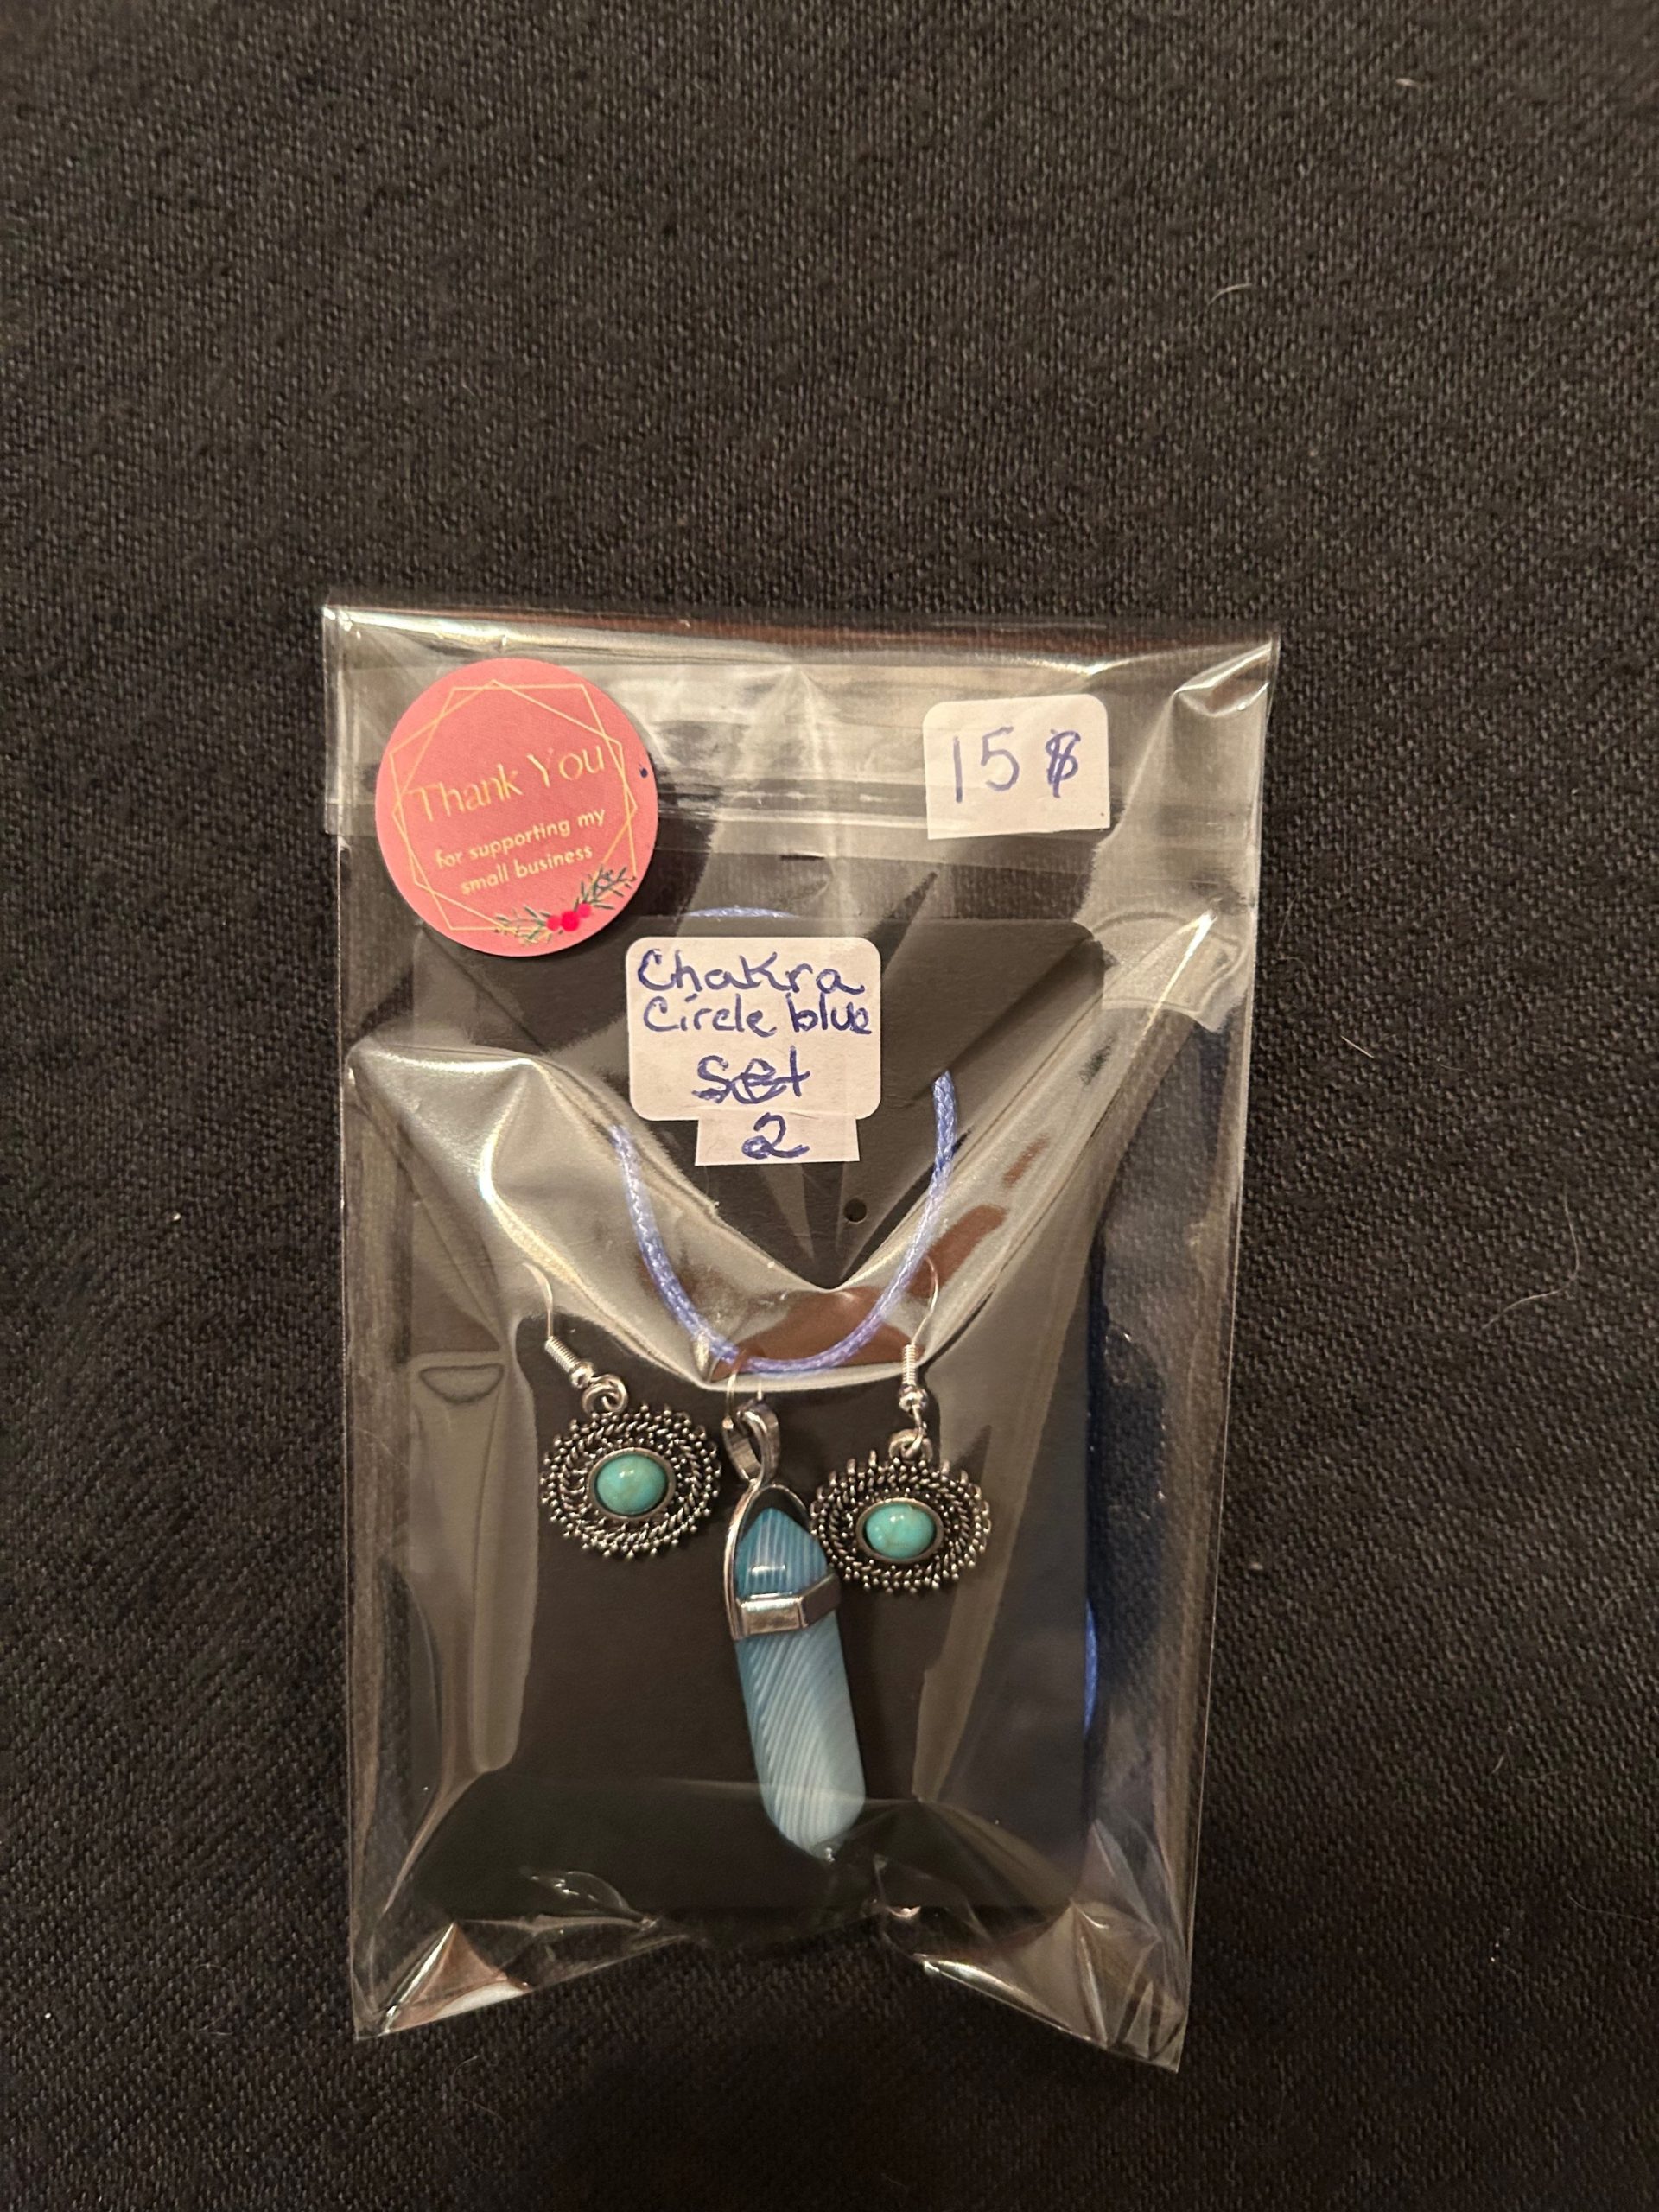 Thank You
for supporting my
small business
15$
Chakra
Circle blue
set
2